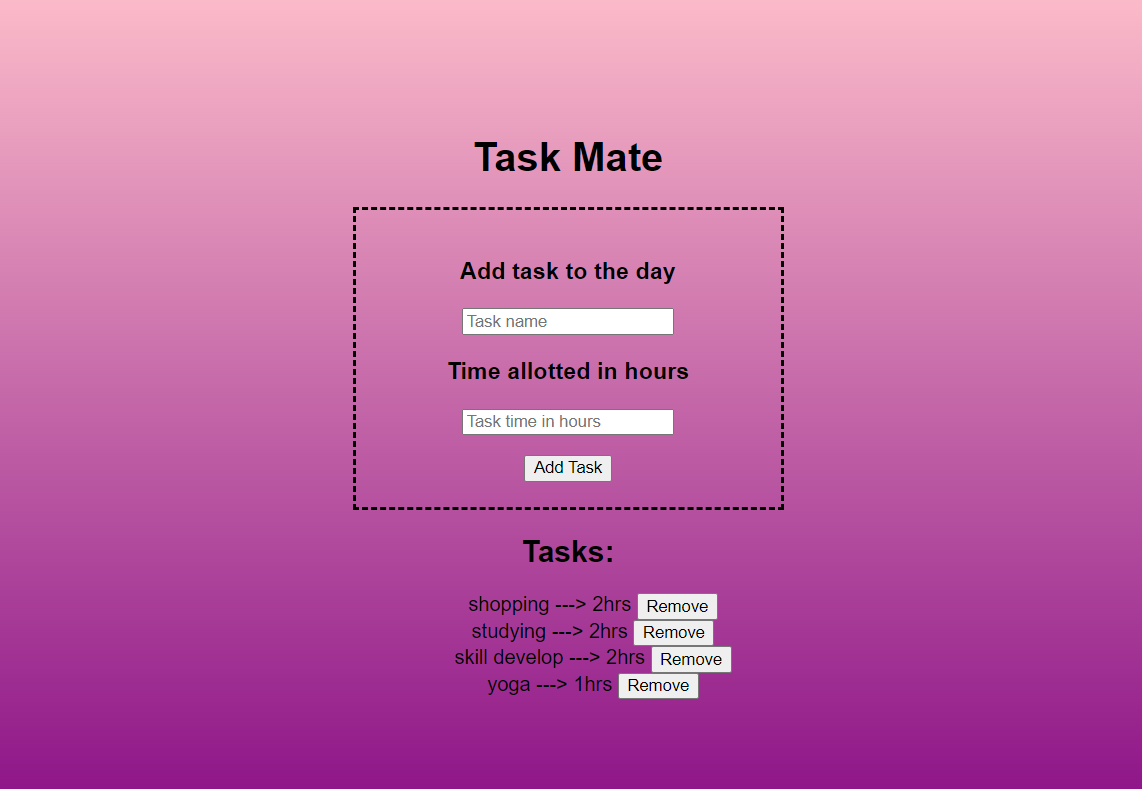 Task Mate
Add task to the day
Task name
Time allotted in hours
Task time in hours
Add Task
Tasks:
shopping ---> 2hrs Remove
studying ---> 2hrs Remove
skill develop ---> 2hrs Remove
yoga ---> 1hrs Remove